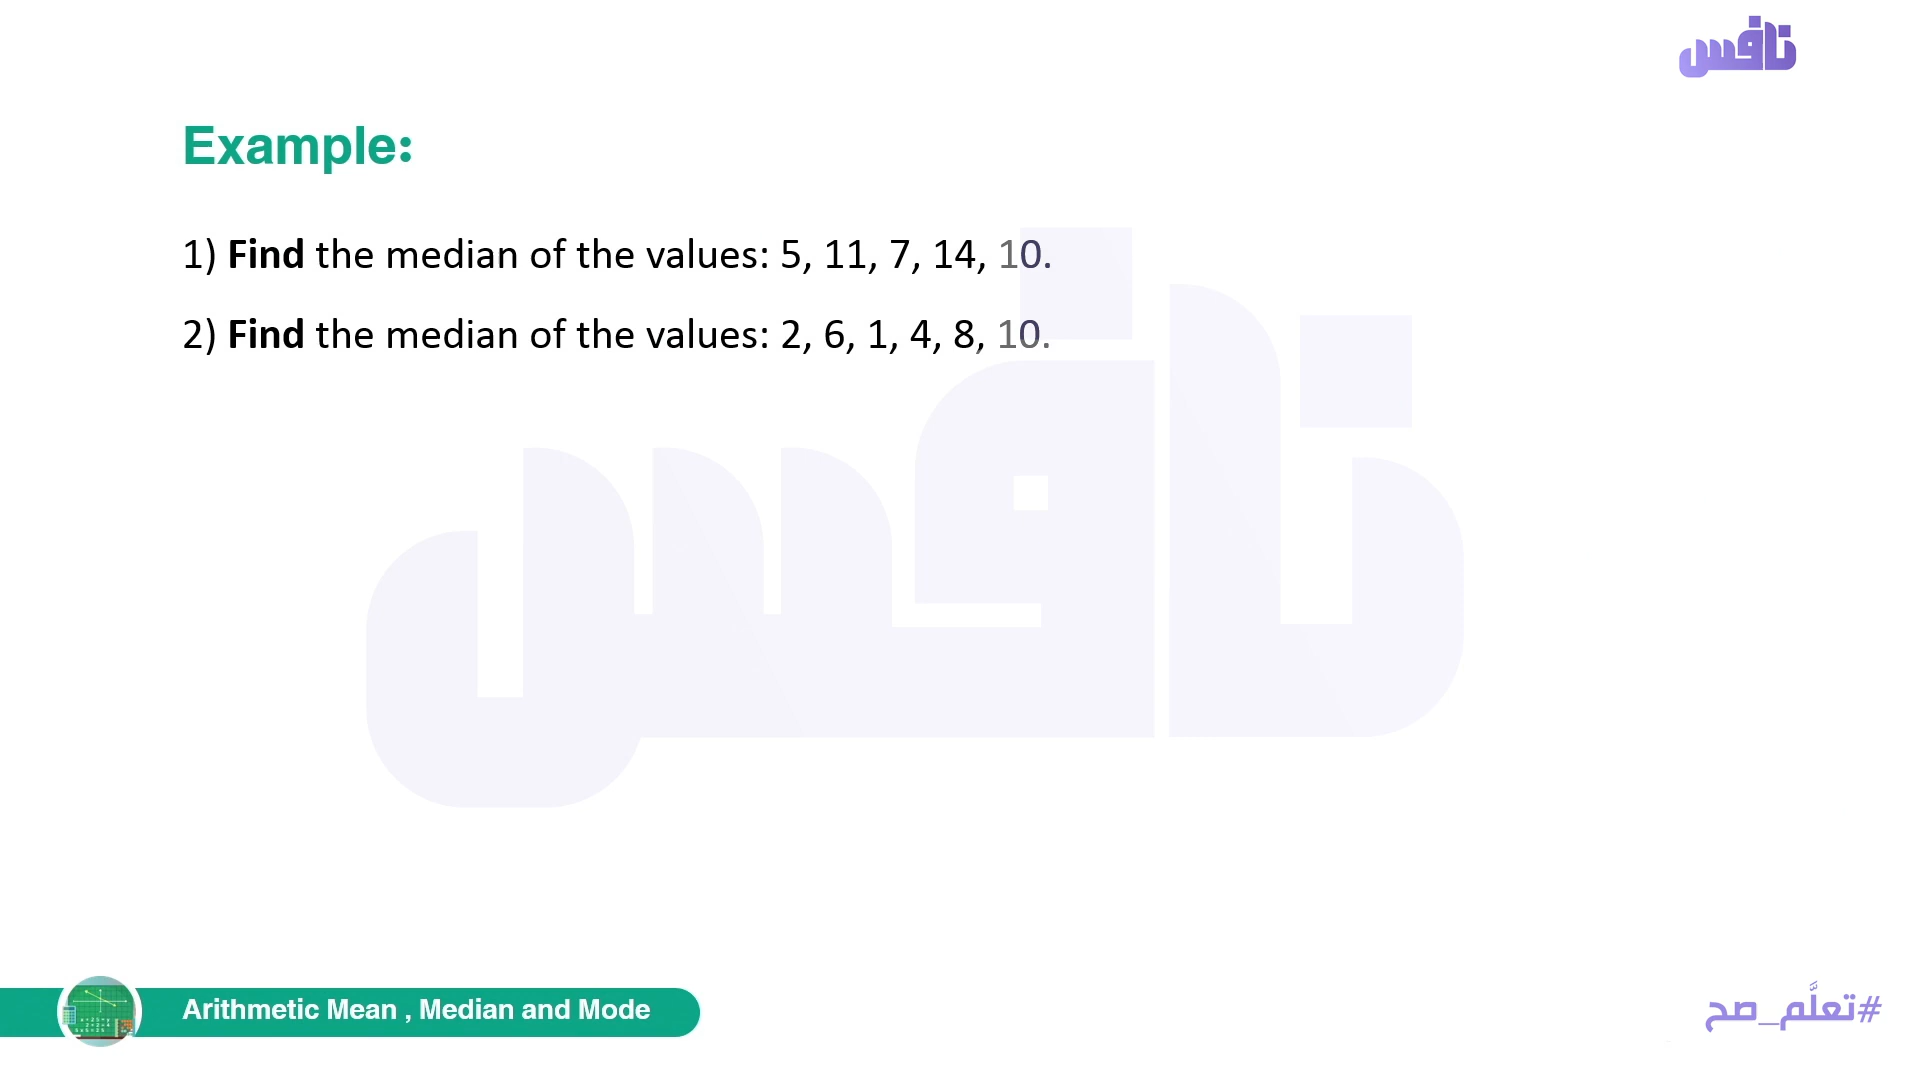 نافس
Example:
1) Find the median of the values: 5, 11, 7, 14, 10.
2) Find the median of the values: 2, 6, 1, 4, 8, 10.
نافس
Arithmetic Mean , Median and Mode
#تعلَّم_صح